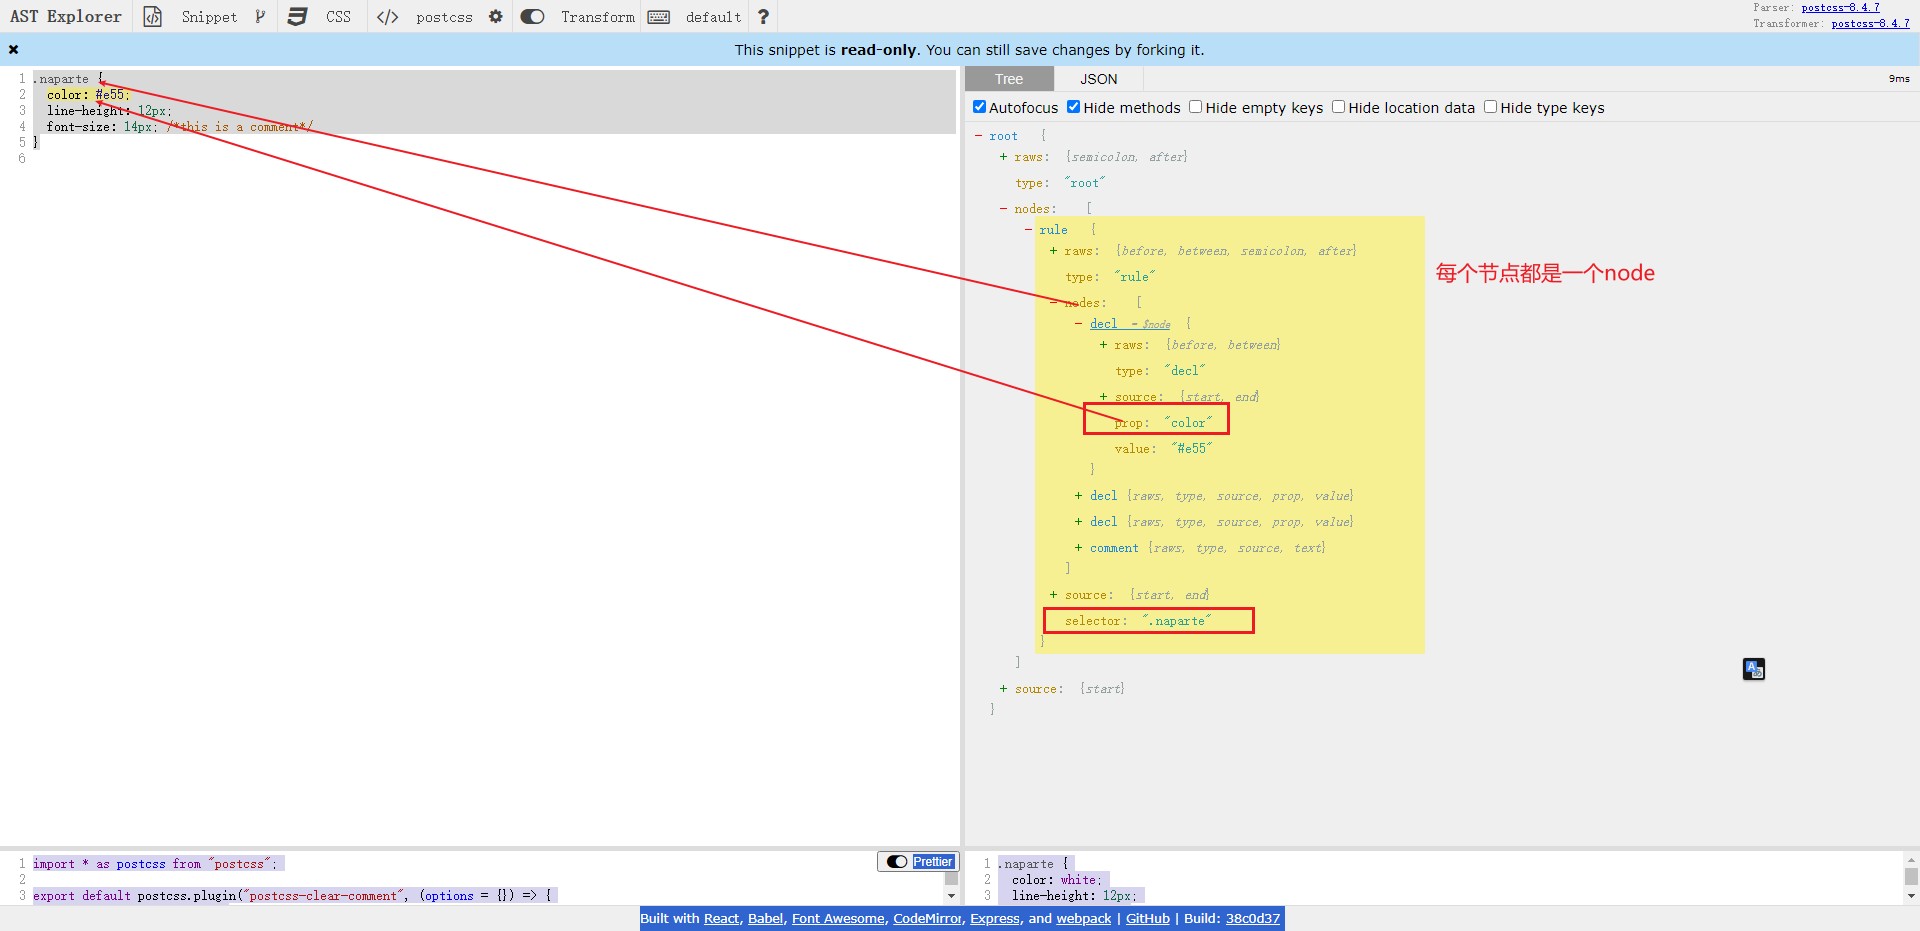 AST Explorer Snippet CSS postcss Transform default ?
Parser: postcss-8.4.7
Transformer: postcss-8.4.7
This snippet is read-only. You can still save changes by forking it.
1 .naparte {
2 color: #e55;
3 line-height: 12px;
4 font-size: 14px; /*this is a comment*/
5 }
6
Tree JSON 9ms
Autofocus Hide methods Hide empty keys Hide location data Hide type keys
- root {
+ raws: {semicolon, after}
type: "root"
- nodes: [
- rule {
+ raws: {before, between, semicolon, after}
type: "rule"
- nodes: [
- decl = $node {
+ raws: {before, between}
type: "decl"
+ source: {start, end}
prop: "color"
value: "#e55"
}
+ decl {raws, type, source, prop, value}
+ decl {raws, type, source, prop, value}
+ comment {raws, type, source, text}
]
+ source: {start, end}
selector: ".naparte"
}
]
+ source: {start}
}
每个节点都是一个node
1 import * as postcss from "postcss";
2
3 export default postcss.plugin("postcss-clear-comment", (options = {}) => {
Prettier
1 .naparte {
2 color: white;
3 line-height: 12px;
Built with React, Babel, Font Awesome, CodeMirror, Express, and webpack | GitHub | Build: 38c0d37